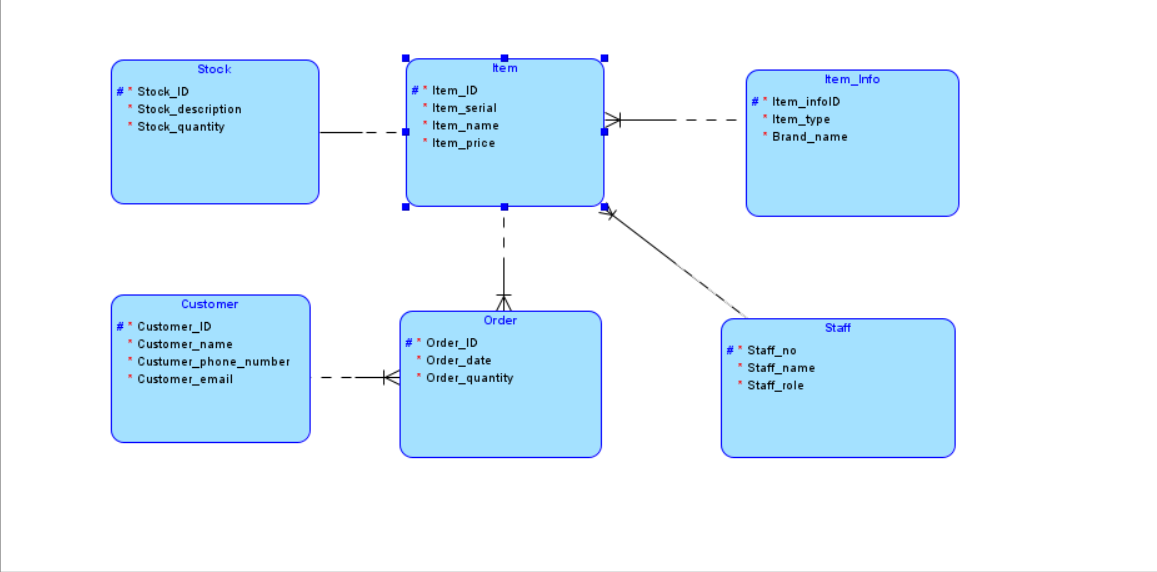 Stock
# * Stock_ID
* Stock_description
* Stock_quantity
Item
# * Item_ID
* Item_serial
* Item_name
* Item_price
Item_Info
# * Item_infoID
* Item_type
* Brand_name
Customer
# * Customer_ID
* Customer_name
* Custumer_phone_number
* Customer_email
Order
# * Order_ID
* Order_date
* Order_quantity
Staff
# * Staff_no
* Staff_name
* Staff_role